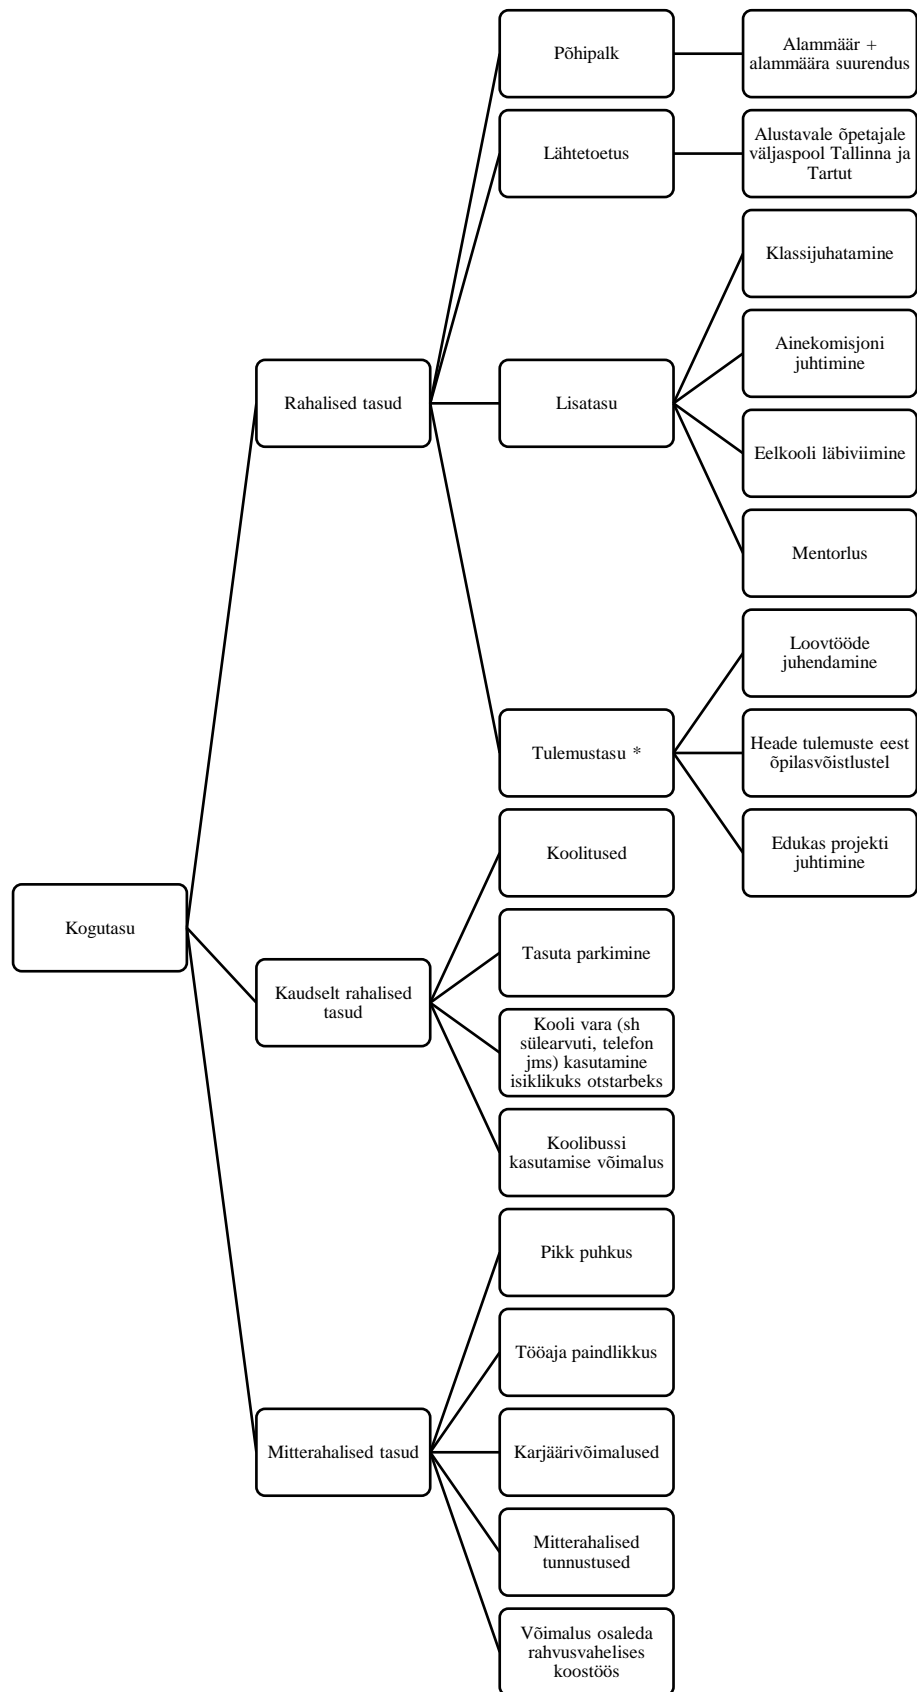 Põhipalk
Alammäär +
alammäära suurendus
Lähtetoetus
Alustavale õpetajale
väljaspool Tallinna ja
Tartut
Klassijuhatamine
Ainekomisjoni
juhtimine
Rahalised tasud
Lisatasu
Eelkooli läbiviimine
Mentorlus
Loovtööde
juhendamine
Tulemustasu *
Heade tulemuste eest
õpilasvõistlustel
Edukas projekti
juhtimine
Kogutasu
Kaudselt rahalised
tasud
Koolitused
Tasuta parkimine
Kooli vara (sh
sülearvuti, telefon
jms) kasutamine
isiklikuks otstarbeks
Koolibussi
kasutamise võimalus
Mitterahalised tasud
Pikk puhkus
Tööaja paindlikkus
Karjäärivõimalused
Mitterahalised
tunnustused
Võimalus osaleda
rahvusvahelises
koostöös